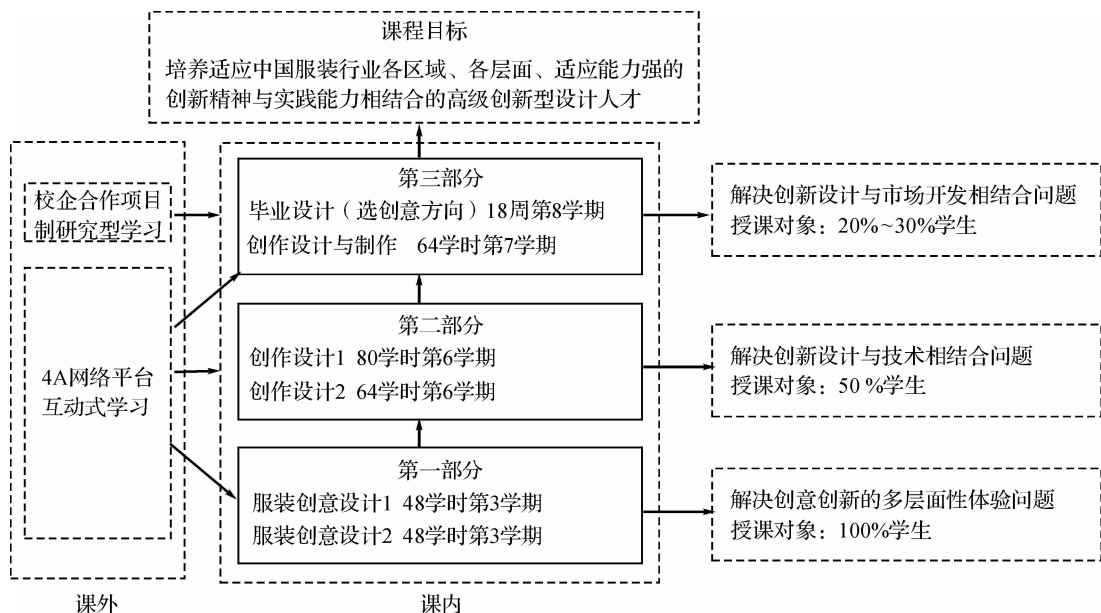 课程目标
培养适应中国服装行业各区域、各层面、适应能力强的
创新精神与实践能力相结合的高级创新型设计人才
校企合作项目
制研究型学习
4A网络平台
互动式学习
课外
第三部分
毕业设计（选创意方向）18周第8学期
创作设计与制作 64学时第7学期
第二部分
创作设计1 80学时第6学期
创作设计2 64学时第6学期
第一部分
服装创意设计1 48学时第3学期
服装创意设计2 48学时第3学期
课内
解决创新设计与市场开发相结合问题
授课对象：20%~30%学生
解决创新设计与技术相结合问题
授课对象：50 %学生
解决创意创新的多层面性体验问题
授课对象：100%学生